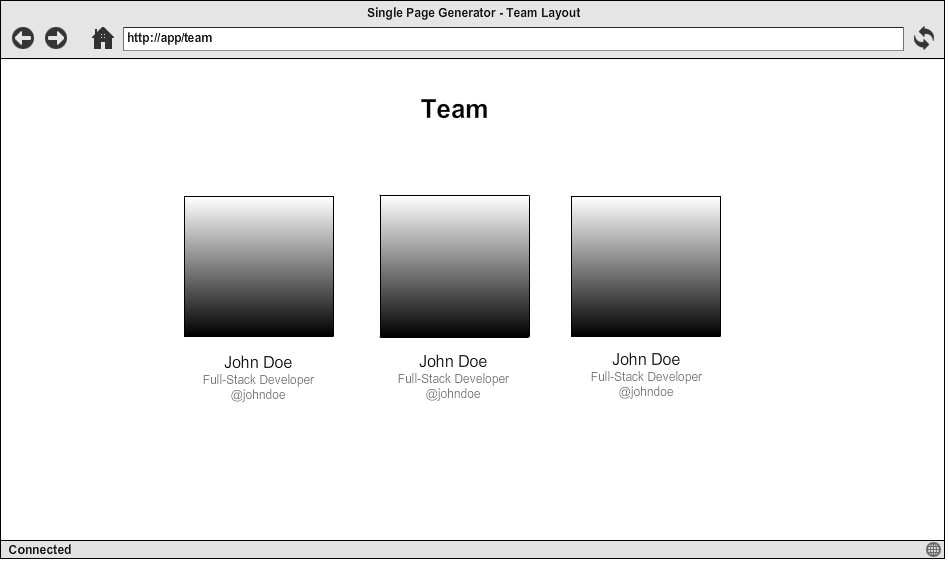 Single Page Generator - Team Layout
http://app/team
Team
John Doe
Full-Stack Developer
@johndoe
John Doe
Full-Stack Developer
@johndoe
John Doe
Full-Stack Developer
@johndoe
Connected